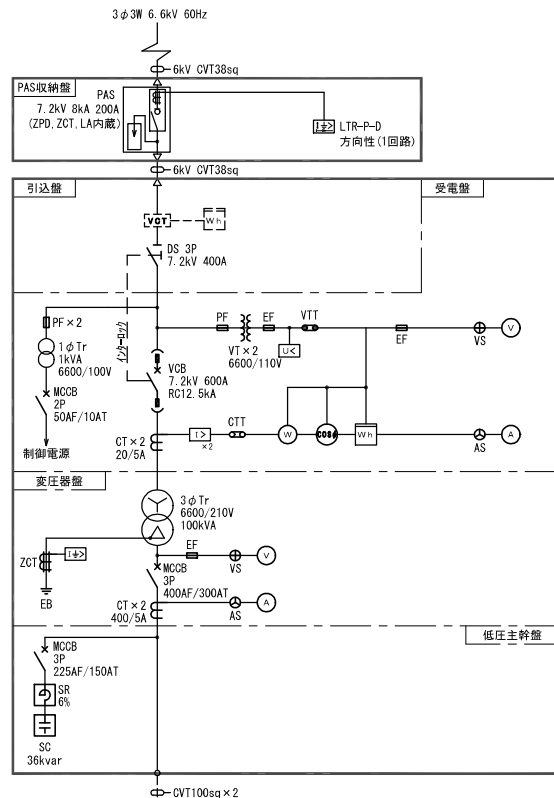 3φ3W 6.6kV 60Hz
6kV CVT38sq
PAS収納盤
PAS
7.2kV 8kA 200A
(ZPD,ZCT,LA内蔵)
I⏚>
LTR-P-D
方向性(1回路)
6kV CVT38sq
引込盤
受電盤
VCT
Wh
DS 3P
7.2kV 400A
インターロック
PF×2
1φTr
1kVA
6600/100V
MCCB
2P
50AF/10AT
制御電源
PF
EF
VTT
VT×2
6600/110V
U<
EF
VS
V
VCB
7.2kV 600A
RC12.5kA
CT×2
20/5A
I>
×2
CTT
W
COSφ
Wh
AS
A
変圧器盤
3φTr
6600/210V
100kVA
ZCT
I⏚>
EB
EF
VS
V
MCCB
3P
400AF/300AT
CT×2
400/5A
AS
A
低圧主幹盤
MCCB
3P
225AF/150AT
SR
6%
SC
36kvar
CVT100sq×2